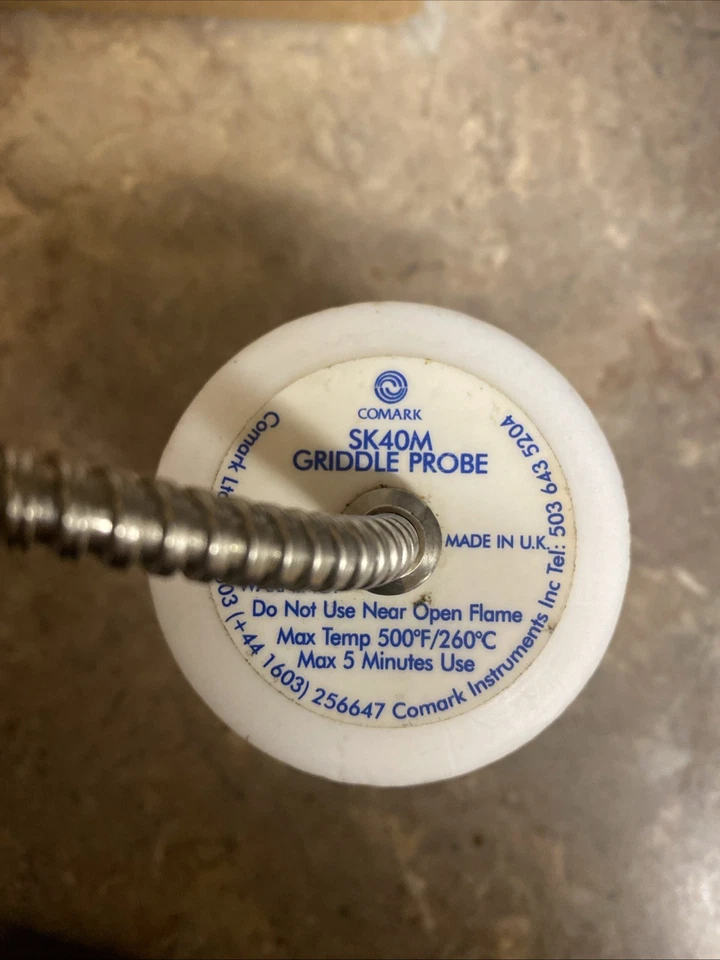 COMARK
SK40M
GRIDDLE PROBE
MADE IN U.K.
Do Not Use Near Open Flame
Max Temp 500°F/260°C
Max 5 Minutes Use
Comark
(+44 1603) 256647 Comark Instruments Inc Tel: 503 643 5204